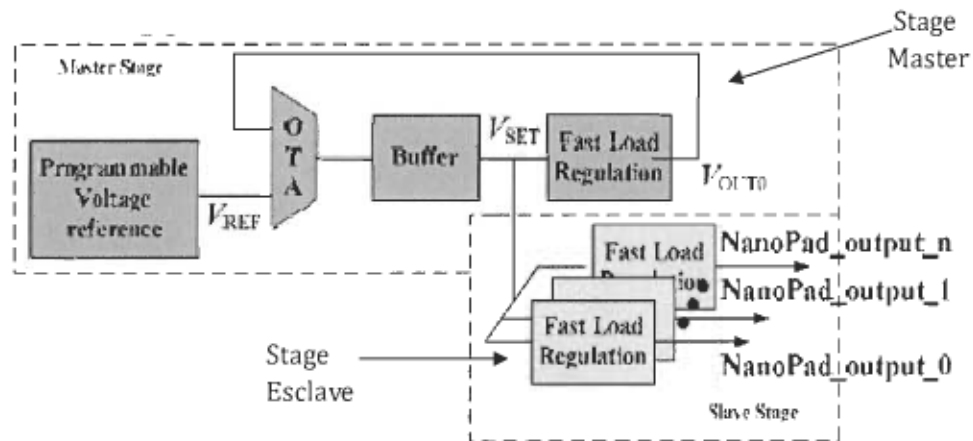 Stage
Master
Master Stage
O
T
A
Programmable
Voltage
reference
VREF
Buffer
VSET
Fast Load
Regulation
VOUT0
Fast Load
NanoPad_output_n
NanoPad_output_1
Fast Load
Regulation
NanoPad_output_0
Stage
Esclave
Slave Stage